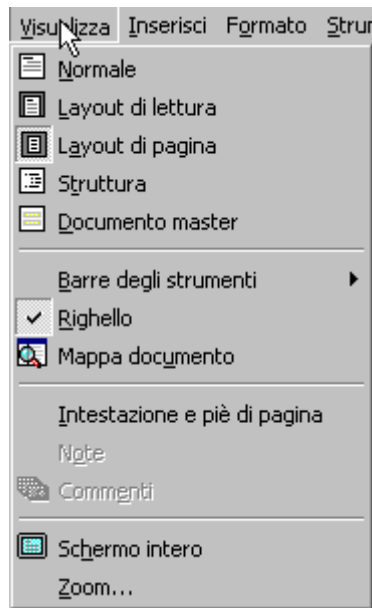 Visualizza Inserisci Formato Strum
Normale
Layout di lettura
Layout di pagina
Struttura
Documento master
Barre degli strumenti
Righello
Mappa documento
Intestazione e piè di pagina
Note
Commenti
Schermo intero
Zoom...